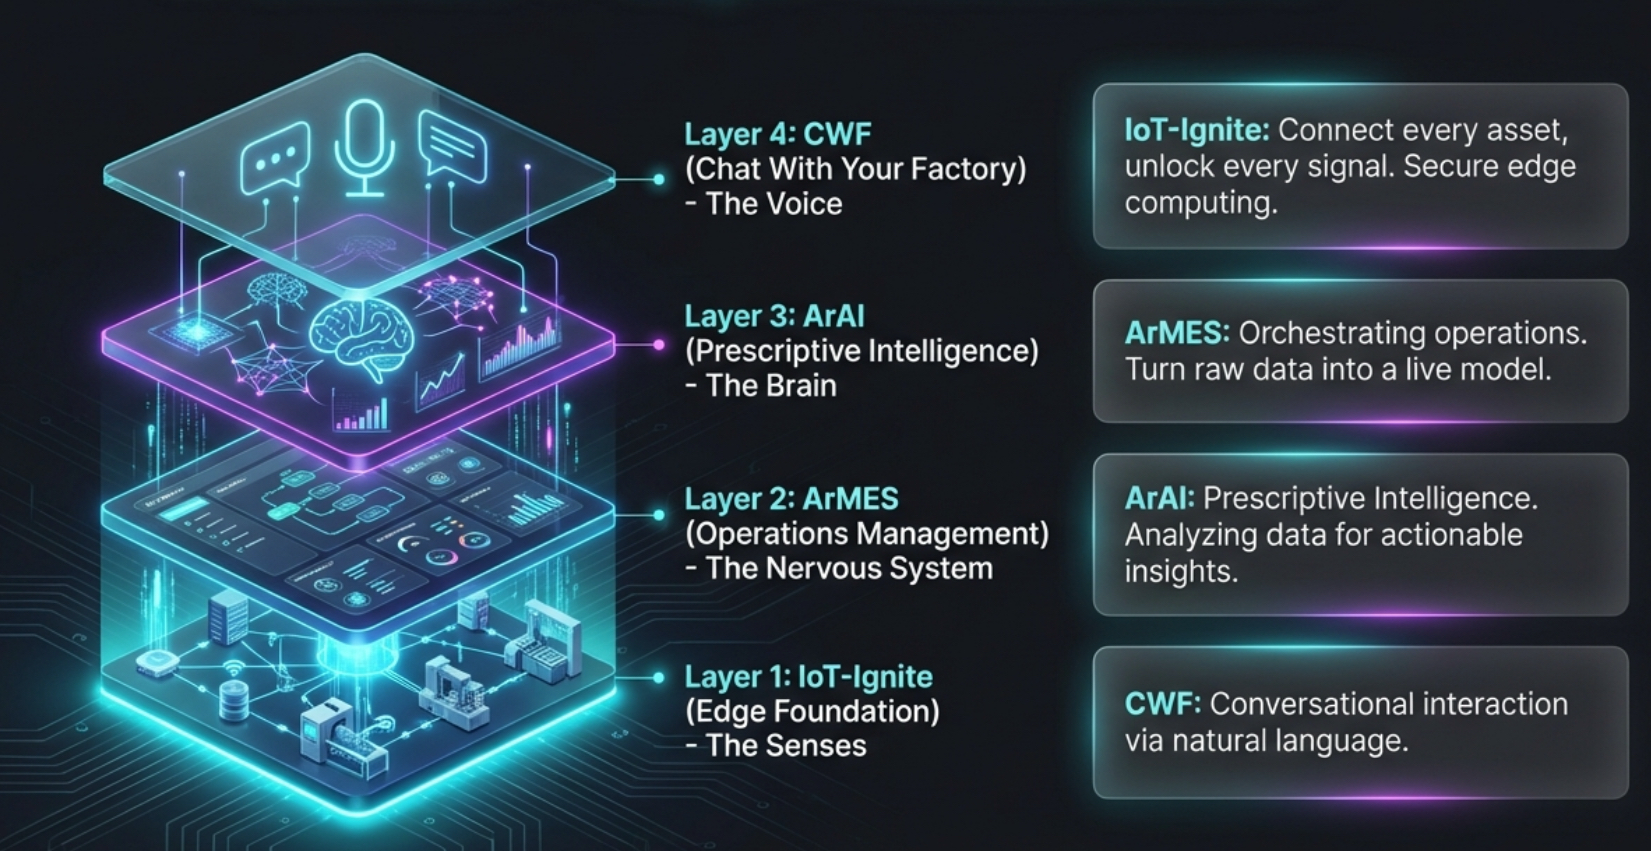 Layer 4: CWF
(Chat With Your Factory)
- The Voice
Layer 3: ArAI
(Prescriptive Intelligence)
- The Brain
Layer 2: ArMES
(Operations Management)
- The Nervous System
Layer 1: IoT-Ignite
(Edge Foundation)
- The Senses
IoT-Ignite: Connect every asset,
unlock every signal. Secure edge
computing.
ArMES: Orchestrating operations.
Turn raw data into a live model.
ArAI: Prescriptive Intelligence.
Analyzing data for actionable
insights.
CWF: Conversational interaction
via natural language.